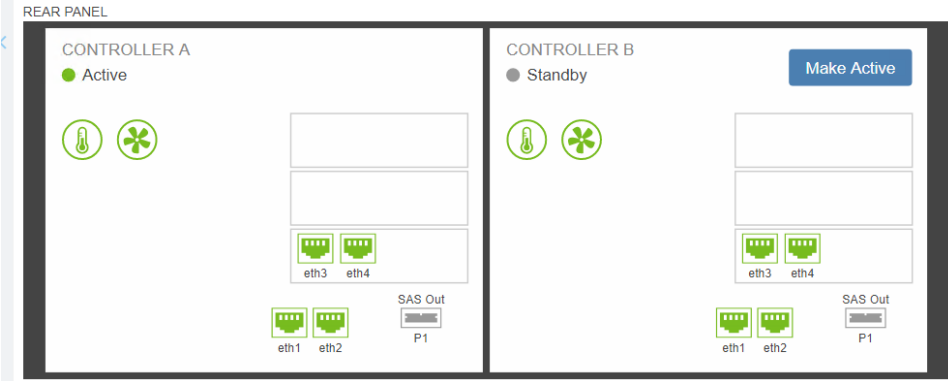 REAR PANEL
CONTROLLER A
Active
eth3 eth4
SAS Out
eth1 eth2
P1
CONTROLLER B
Standby
Make Active
eth3 eth4
SAS Out
eth1 eth2
P1